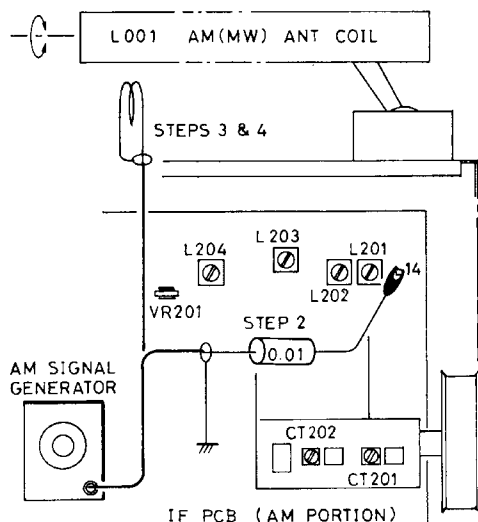 L001 AM(MW) ANT COIL
STEPS 3 & 4
L204
L203
L201
L202
14
VR201
STEP 2
0.01
AM SIGNAL
GENERATOR
CT202
CT201
IF PCB (AM PORTION)